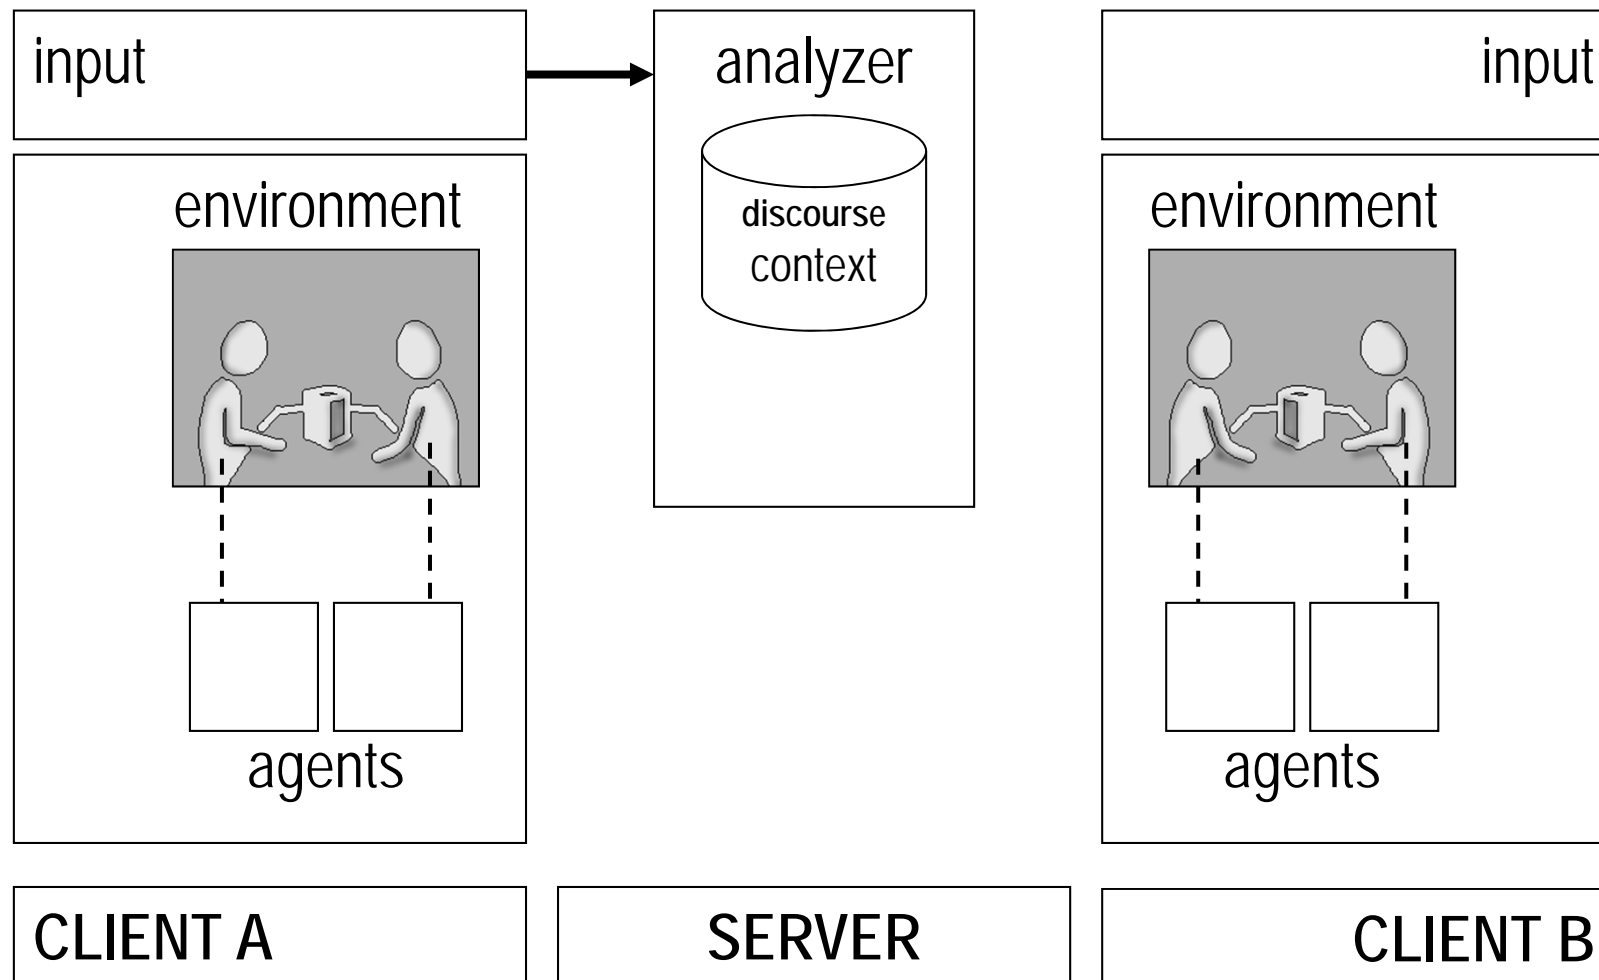 input
analyzer
input
discourse
context
environment
environment
agents
agents
CLIENT A
SERVER
CLIENT B